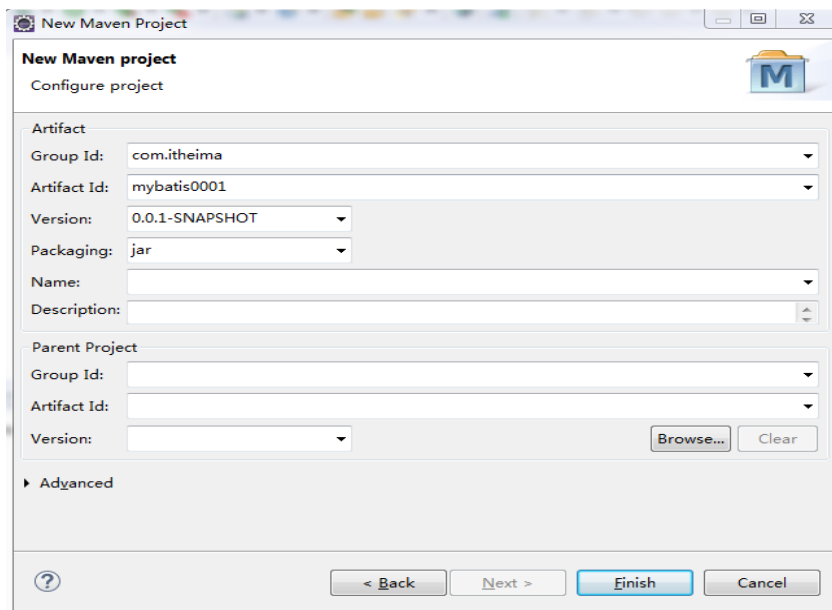 New Maven Project
New Maven project
Configure project
M
Artifact
Group Id: com.itheima
Artifact Id: mybatis0001
Version: 0.0.1-SNAPSHOT
Packaging: jar
Name:
Description:
Parent Project
Group Id:
Artifact Id:
Version: Browse... Clear
Advanced
? < Back Next > Finish Cancel